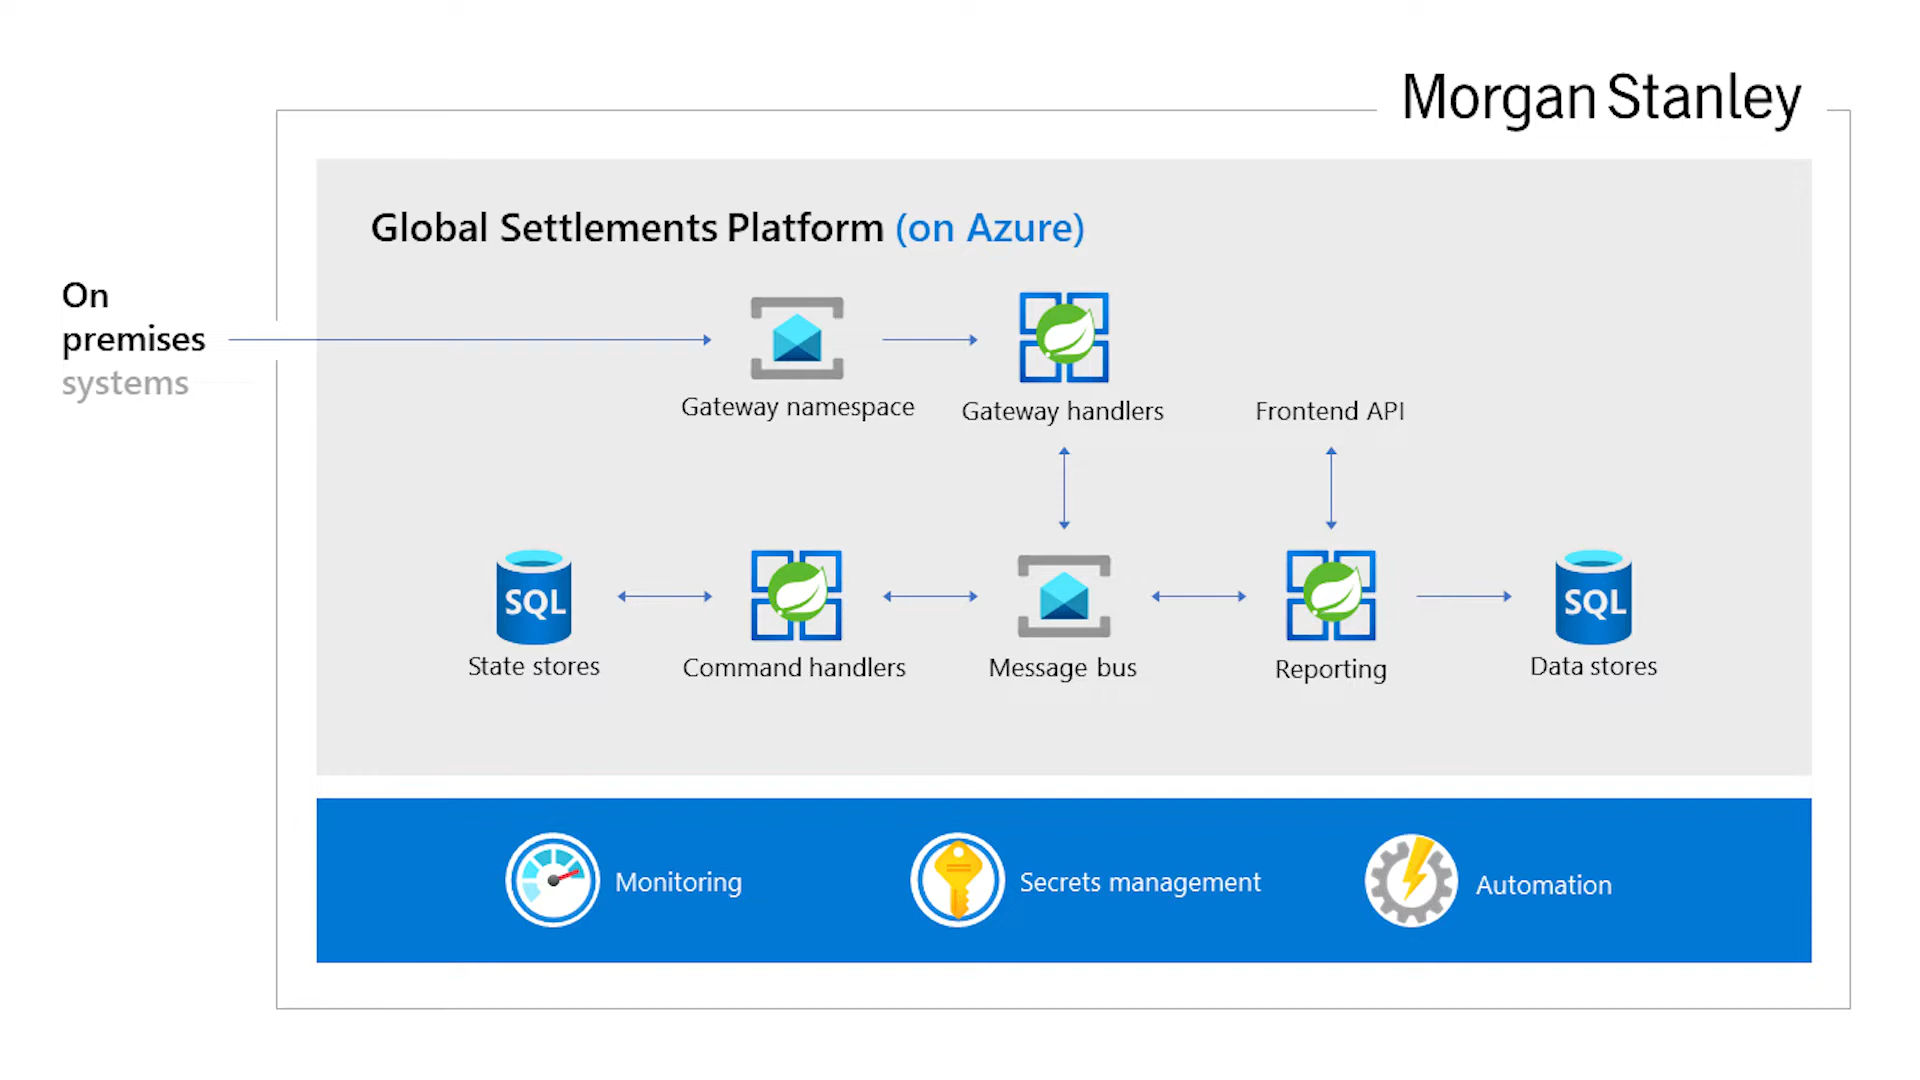 Morgan Stanley
Global Settlements Platform (on Azure)
On
premises
systems
Gateway namespace
Gateway handlers
Frontend API
SQL
SQL
State stores
Command handlers
Message bus
Reporting
Data stores
Monitoring
Secrets management
Automation